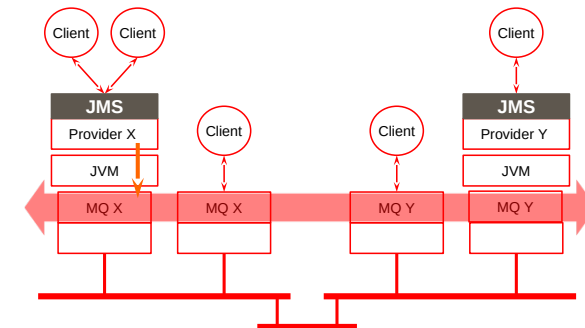 Client Client Client
JMS JMS
Provider X Client Client Provider Y
JVM JVM
MQ X MQ X MQ Y MQ Y